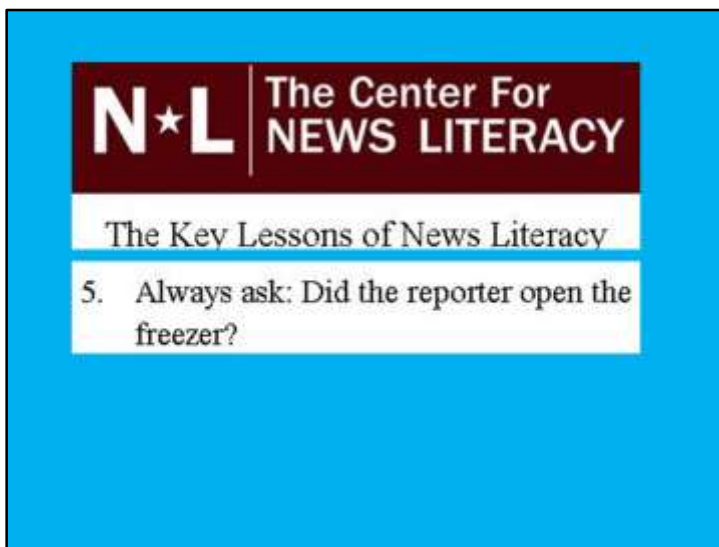 N★L
The Center For
NEWS LITERACY
The Key Lessons of News Literacy
5. Always ask: Did the reporter open the
freezer?